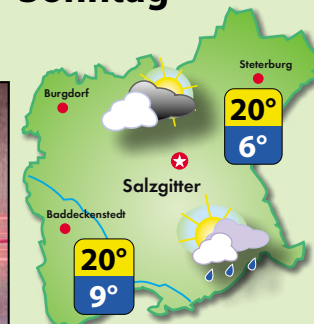 Sonntag
Steterburg
Burgdorf
20°
6°
Salzgitter
Baddeckenstedt
20°
9°